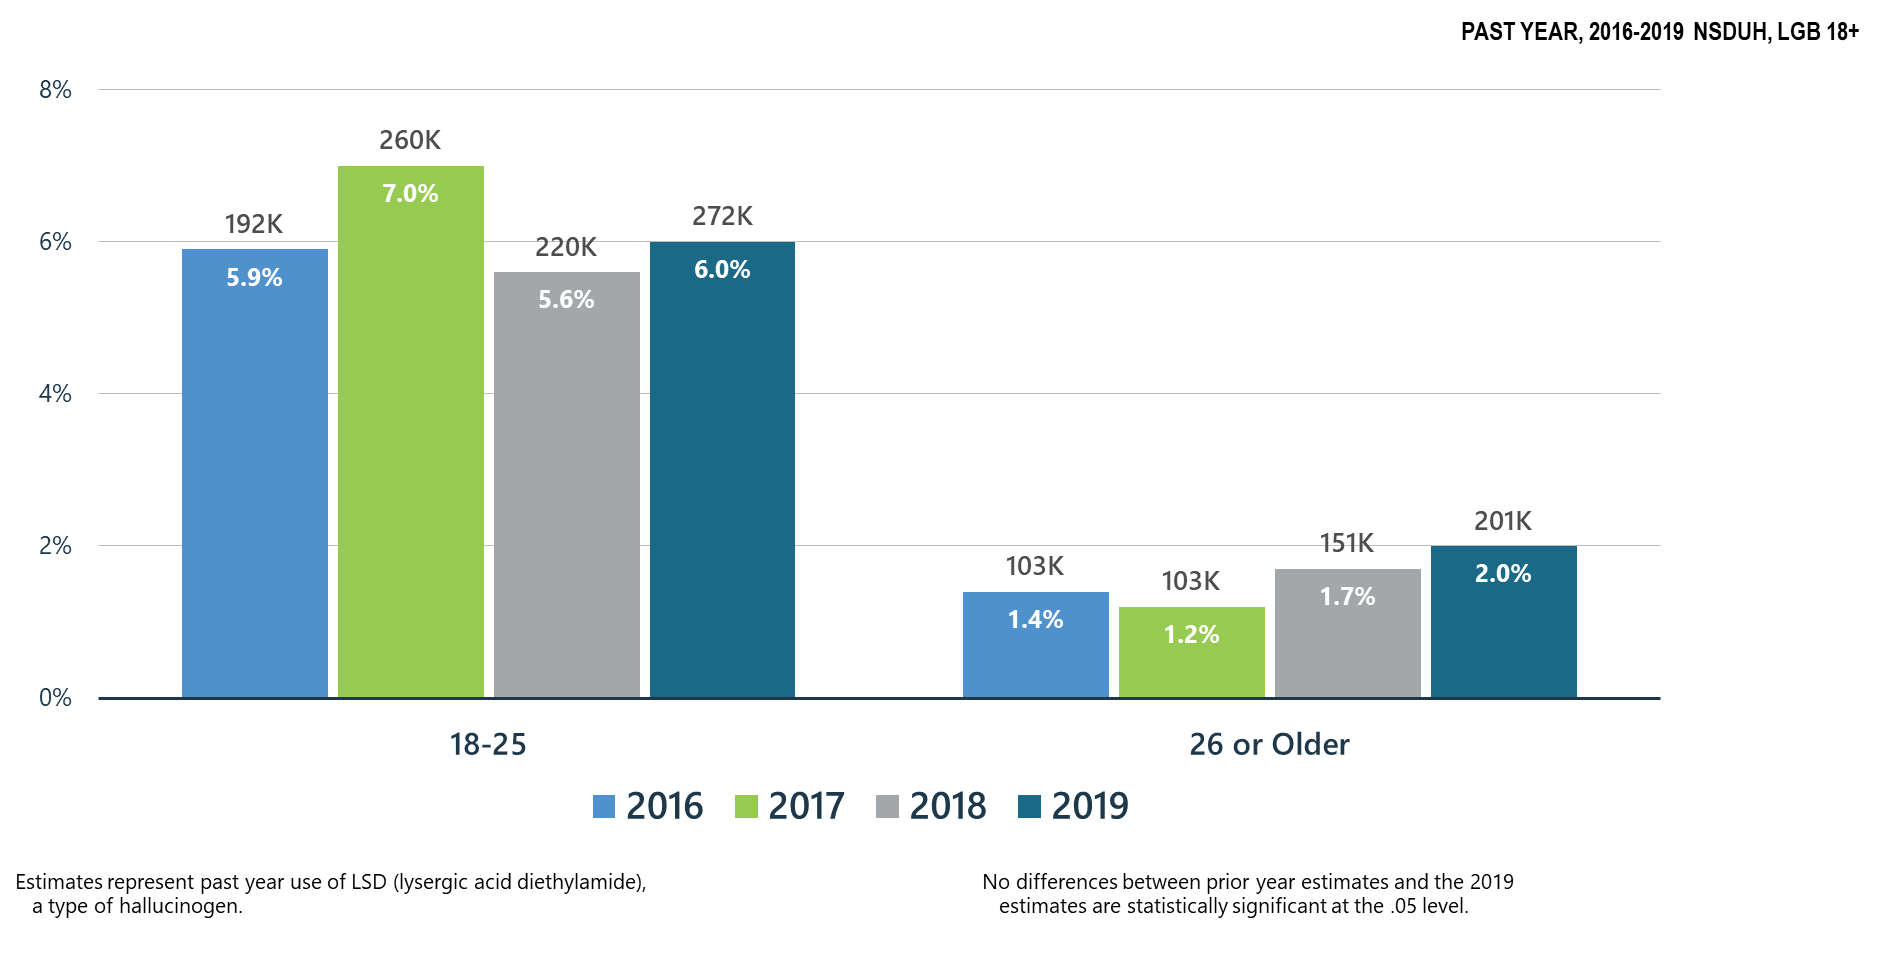 PAST YEAR, 2016-2019 NSDUH, LGB 18+
8%
6%
4%
2%
0%
192K
5.9%
260K
7.0%
220K
5.6%
272K
6.0%
103K
1.4%
103K
1.2%
151K
1.7%
201K
2.0%
18-25
26 or Older
2016 2017 2018 2019
Estimates represent past year use of LSD (lysergic acid diethylamide),
a type of hallucinogen.
No differences between prior year estimates and the 2019
estimates are statistically significant at the .05 level.